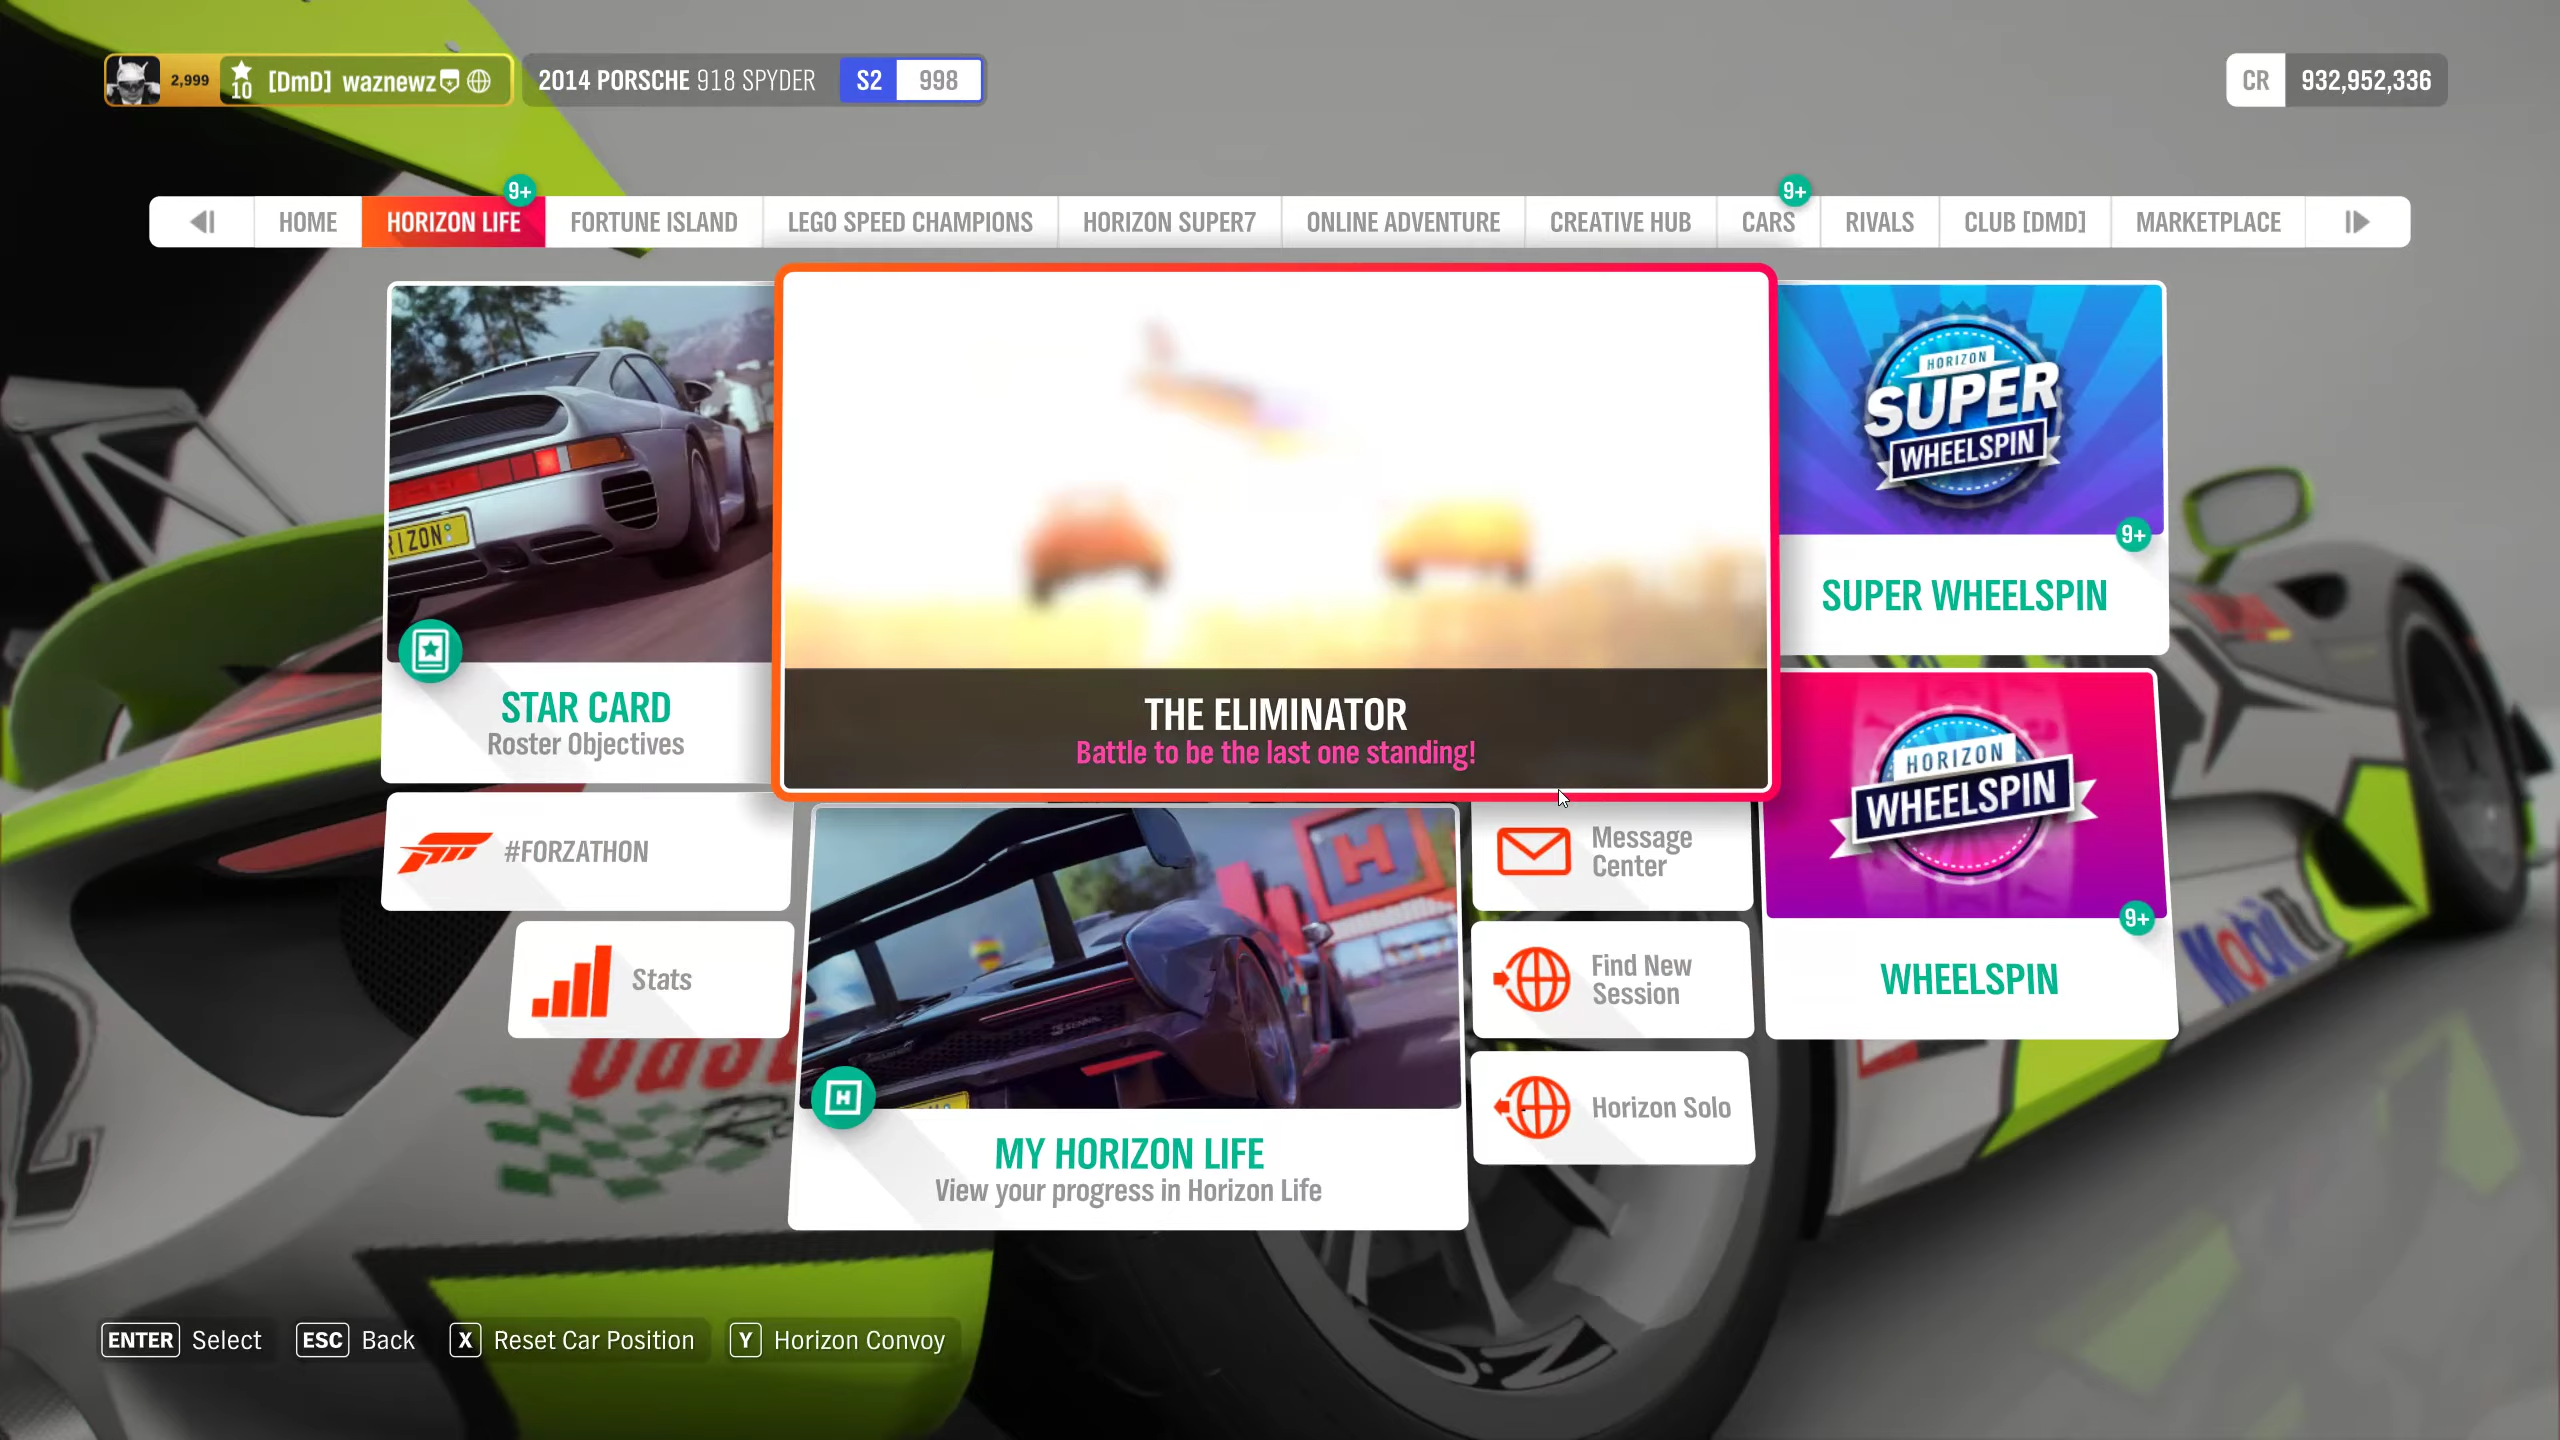 2,999
10
[DmD] waznewz
2014 PORSCHE 918 SPYDER
S2
998
CR
932,952,336
9+
9+
HOME
HORIZON LIFE
FORTUNE ISLAND
LEGO SPEED CHAMPIONS
HORIZON SUPER7
ONLINE ADVENTURE
CREATIVE HUB
CARS
RIVALS
CLUB [DMD]
MARKETPLACE
RIZON
STAR CARD
Roster Objectives
THE ELIMINATOR
Battle to be the last one standing!
HORIZON
SUPER
WHEELSPIN
9+
SUPER WHEELSPIN
#FORZATHON
Stats
H
H
MY HORIZON LIFE
View your progress in Horizon Life
Message
Center
Find New
Session
Horizon Solo
HORIZON
WHEELSPIN
9+
WHEELSPIN
Mobil
2
ENTER Select
ESC Back
X Reset Car Position
Y Horizon Convoy